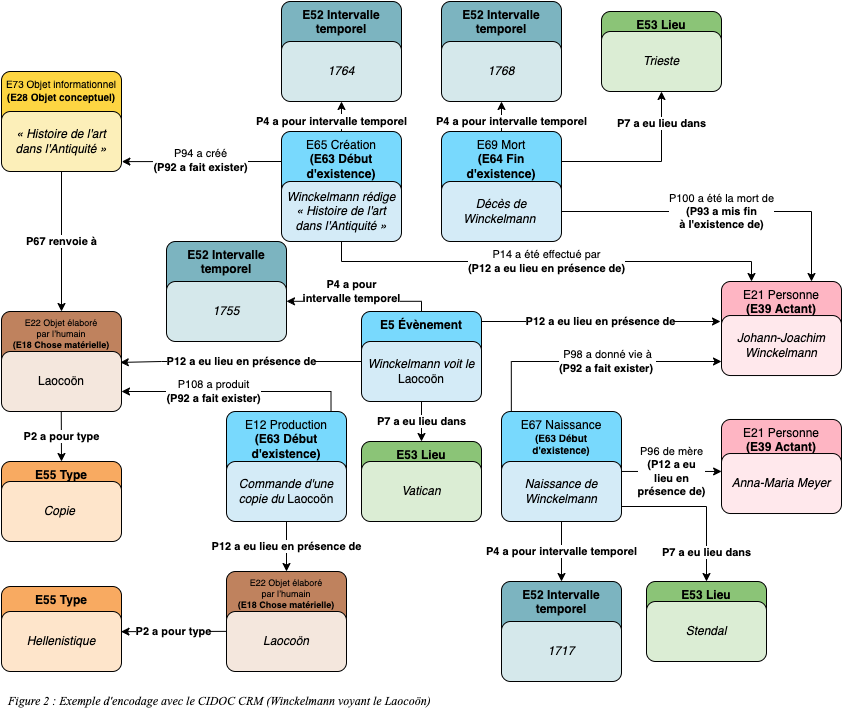 E52 Intervalle
temporel
1764
E52 Intervalle
temporel
1768
E53 Lieu
Trieste
E73 Objet informationnel
(E28 Objet conceptuel)
« Histoire de l'art
dans l'Antiquité »
P4 a pour intervalle temporel
P4 a pour intervalle temporel
P7 a eu lieu dans
P94 a créé
(P92 a fait exister)
E65 Création
(E63 Début
d'existence)
Winckelmann rédige
« Histoire de l'art
dans l'Antiquité »
E69 Mort
(E64 Fin
d'existence)
Décès de
Winckelmann
P100 a été la mort de
(P93 a mis fin
à l'existence de)
P67 renvoie à
E52 Intervalle
temporel
1755
P14 a été effectué par
(P12 a eu lieu en présence de)
P4 a pour
intervalle temporel
E21 Personne
(E39 Actant)
Johann-Joachim
Winckelmann
E22 Objet élaboré
par l'humain
(E18 Chose matérielle)
Laocoön
E5 Évènement
Winckelmann voit le
Laocoön
P12 a eu lieu en présence de
P12 a eu lieu en présence de
P98 a donné vie à
(P92 a fait exister)
P108 a produit
(P92 a fait exister)
P2 a pour type
E12 Production
(E63 Début
d'existence)
Commande d'une
copie du Laocoön
P7 a eu lieu dans
E53 Lieu
Vatican
E67 Naissance
(E63 Début
d'existence)
Naissance de
Winckelmann
P96 de mère
(P12 a eu
lieu en
présence de)
E21 Personne
(E39 Actant)
Anna-Maria Meyer
E55 Type
Copie
P12 a eu lieu en présence de
P4 a pour intervalle temporel
P7 a eu lieu dans
E55 Type
Hellenistique
P2 a pour type
E22 Objet élaboré
par l'humain
(E18 Chose matérielle)
Laocoön
E52 Intervalle
temporel
1717
E53 Lieu
Stendal
Figure 2 : Exemple d'encodage avec le CIDOC CRM (Winckelmann voyant le Laocoön)